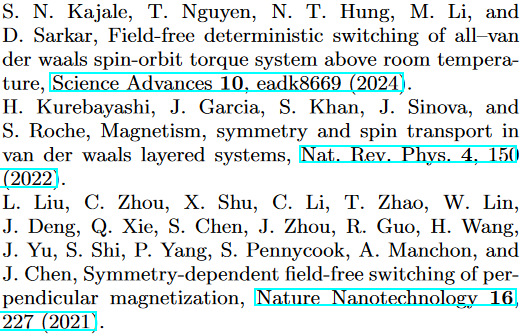 S. N. Kajale, T. Nguyen, N. T. Hung, M. Li, and
D. Sarkar, Field-free deterministic switching of all–van
der waals spin-orbit torque system above room tempera-
ture, Science Advances 10, eadk8669 (2024).
H. Kurebayashi, J. Garcia, S. Khan, J. Sinova, and
S. Roche, Magnetism, symmetry and spin transport in
van der waals layered systems, Nat. Rev. Phys. 4, 150
(2022).
L. Liu, C. Zhou, X. Shu, C. Li, T. Zhao, W. Lin,
J. Deng, Q. Xie, S. Chen, J. Zhou, R. Guo, H. Wang,
J. Yu, S. Shi, P. Yang, S. Pennycook, A. Manchon, and
J. Chen, Symmetry-dependent field-free switching of per-
pendicular magnetization, Nature Nanotechnology 16,
227 (2021).